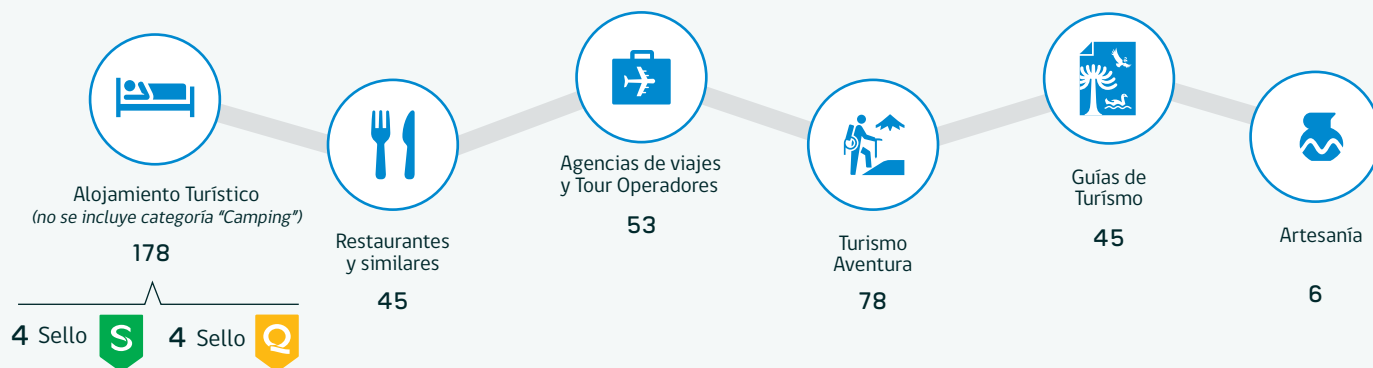 Alojamiento Turístico
(no se incluye categoría "Camping")
178
4 Sello S 4 Sello Q
Restaurantes
y similares
45
Agencias de viajes
y Tour Operadores
53
Turismo
Aventura
78
Guías de
Turísmo
45
Artesanía
6